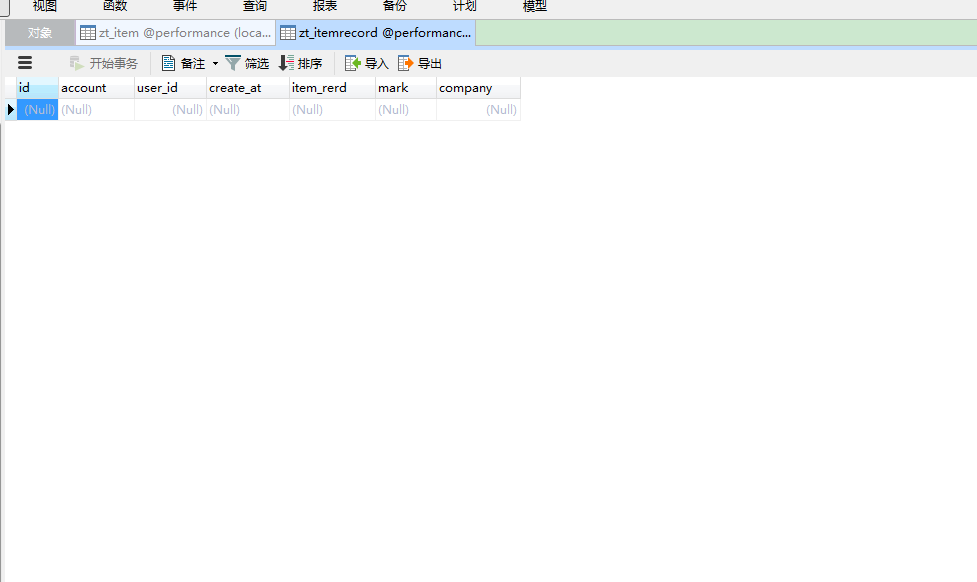 视图 函数 事件 查询 报表 备份 计划 模型
对象 zt_item @performance (loca... zt_itemrecord @performanc...
开始事务 备注 筛选 排序 导入 导出
id account user_id create_at item_rerd mark company
(Null) (Null) (Null) (Null) (Null) (Null) (Null)